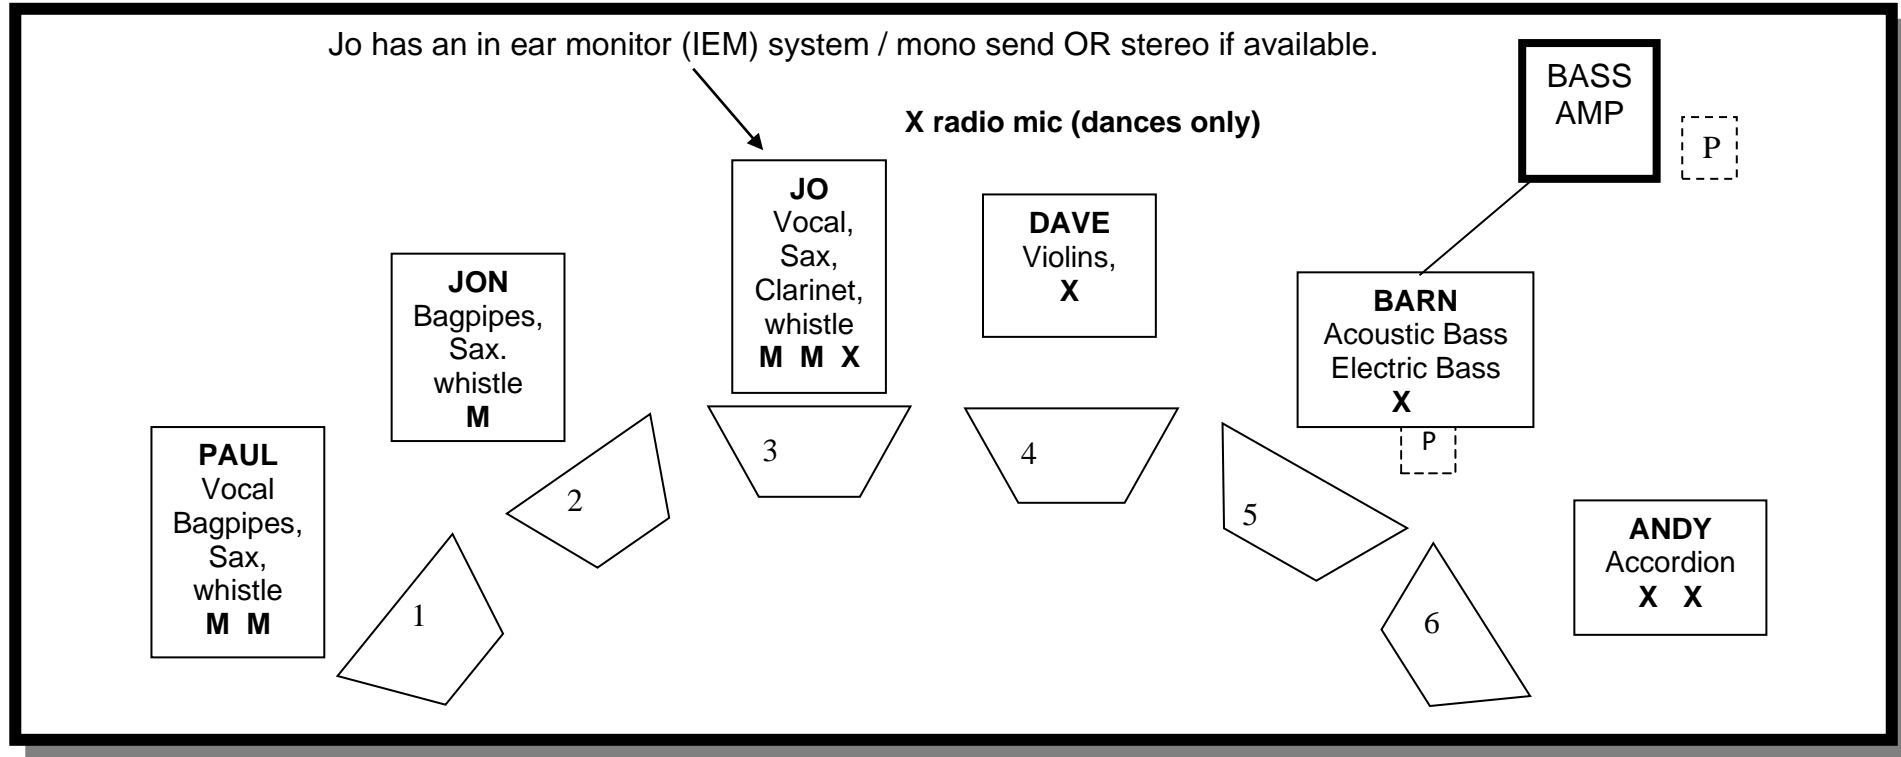 Jo has an in ear monitor (IEM) system / mono send OR stereo if available.
BASS
AMP
P
X radio mic (dances only)
JO
Vocal,
Sax,
Clarinet,
whistle
M M X
DAVE
Violins,
X
JON
Bagpipes,
Sax.
whistle
M
BARN
Acoustic Bass
Electric Bass
X
P
PAUL
Vocal
Bagpipes,
Sax,
whistle
M M
ANDY
Accordion
X X
1
2
3
4
5
6